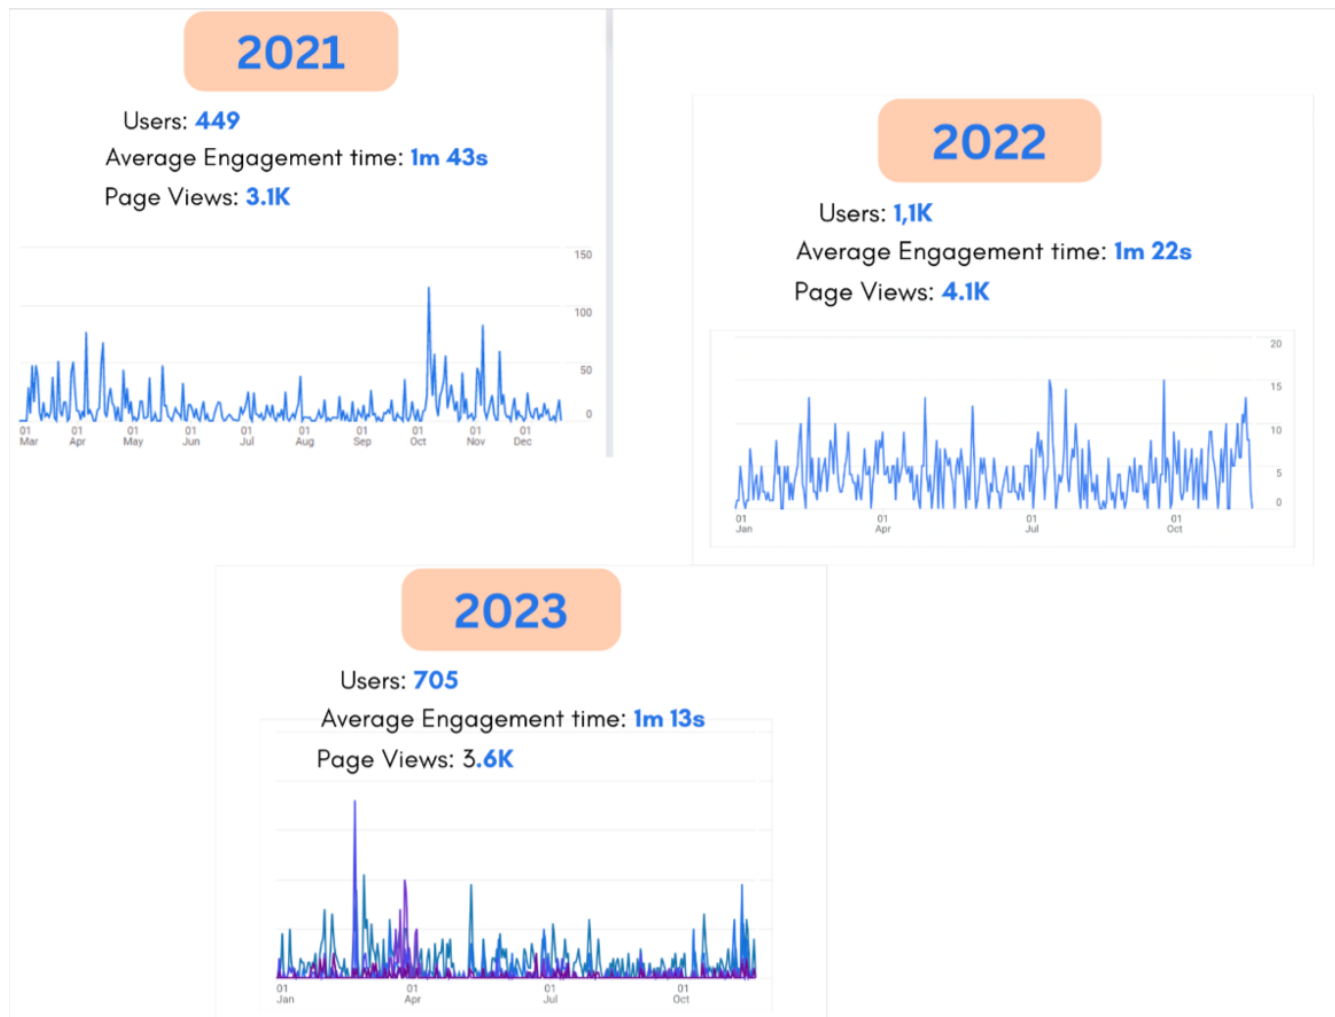 2021
Users: 449
Average Engagement time: 1m 43s
Page Views: 3.1K
150
100
50
0
01 01 01 01 01 01 01 01 01 01
Mar Apr May Jun Jul Aug Sep Oct Nov Dec
2022
Users: 1,1K
Average Engagement time: 1m 22s
Page Views: 4.1K
20
15
10
5
0
01 01 01 01
Jan Apr Jul Oct
2023
Users: 705
Average Engagement time: 1m 13s
Page Views: 3.6K
01 01 01 01
Jan Apr Jul Oct